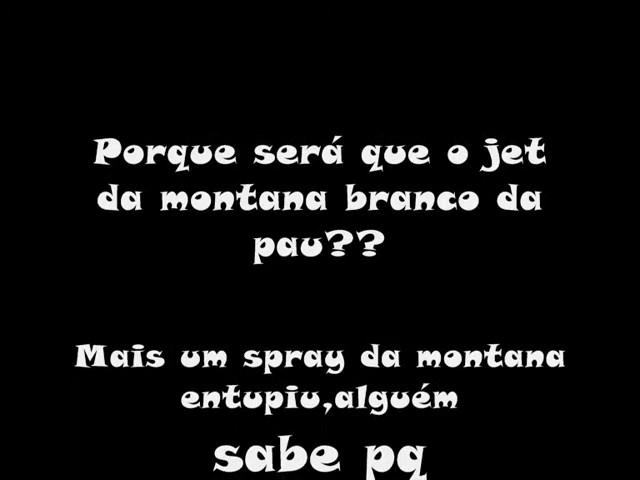 Porque será que o jet
da montana branco da
pau??
Mais um spray da montana
entupiu,alguém
sabe pq